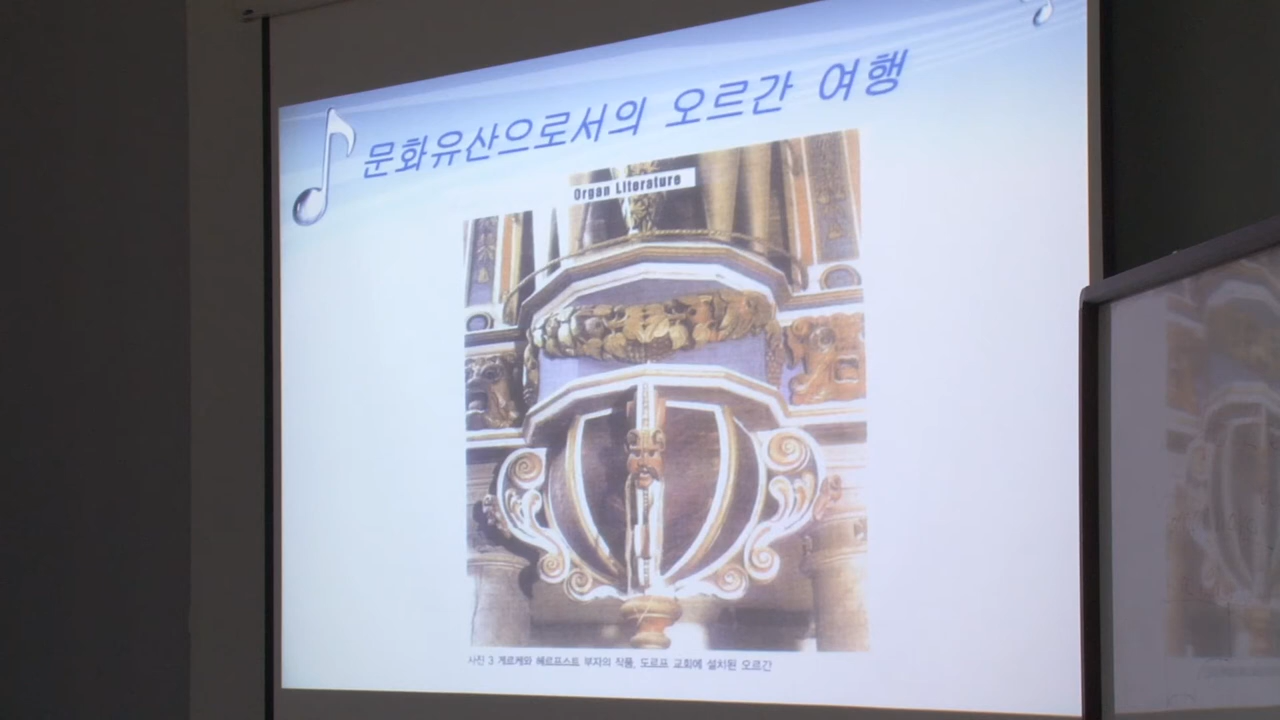 문화유산으로서의 오르간 여행
Organ Literature
사진 3 게르케와 헤르프스트 부자의 작품, 도르프 교회에 설치된 오르간